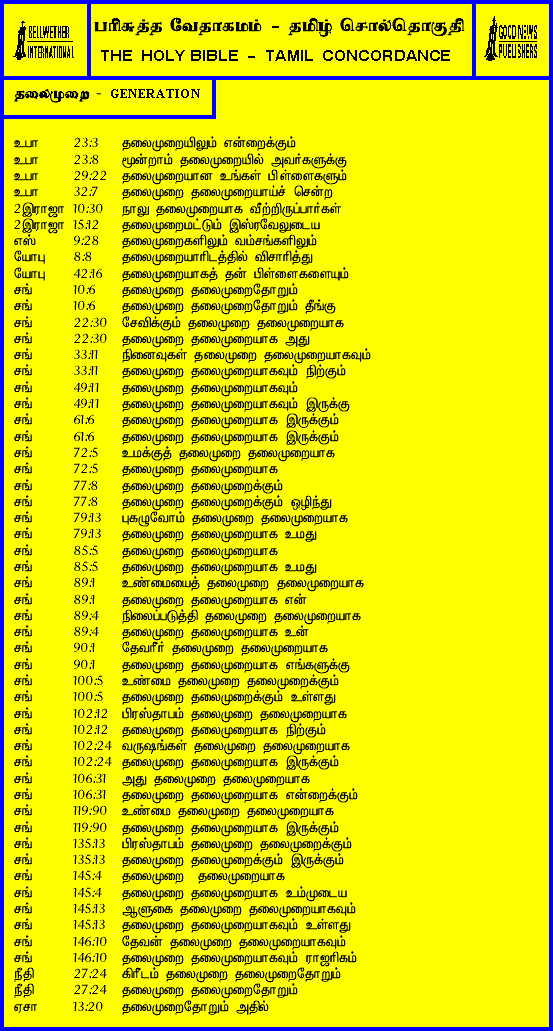 BELLWETHER
INTERNATIONAL
பரிசுத்த வேதாகமம் - தமிழ் சொல்தொகுதி
THE HOLY BIBLE - TAMIL CONCORDANCE
GOOD NEWS
PUBLISHERS
தலைமுறை - GENERATION
உபா 23:3 தலைமுறையிலும் என்றைக்கும்
உபா 23:8 மூன்றாம் தலைமுறையில் அவர்களுக்கு
உபா 29:22 தலைமுறையான உங்கள் பிள்ளைகளும்
உபா 32:7 தலைமுறை தலைமுறையாய்ச் சென்ற
2இராஜா 10:30 நாலு தலைமுறையாக வீற்றிருப்பார்கள்
2இராஜா 15:12 தலைமுறைமட்டும் இஸ்ரவேலுடைய
எஸ் 9:28 தலைமுறைகளிலும் வம்சங்களிலும்
யோபு 8:8 தலைமுறையாரிடத்தில் விசாரித்து
யோபு 42:16 தலைமுறையாகத் தன் பிள்ளைகளையும்
சங் 10:6 தலைமுறை தலைமுறைதோறும்
சங் 10:6 தலைமுறை தலைமுறைதோறும் தீங்கு
சங் 22:30 சேவிக்கும் தலைமுறை தலைமுறையாக
சங் 22:30 தலைமுறை தலைமுறையாக அது
சங் 33:11 நினைவுகள் தலைமுறை தலைமுறையாகவும்
சங் 33:11 தலைமுறை தலைமுறையாகவும் நிற்கும்
சங் 49:11 தலைமுறை தலைமுறையாகவும்
சங் 49:11 தலைமுறை தலைமுறையாகவும் இருக்கு
சங் 61:6 தலைமுறை தலைமுறையாக இருக்கும்
சங் 61:6 தலைமுறை தலைமுறையாக இருக்கும்
சங் 72:5 உமக்குத் தலைமுறை தலைமுறையாக
சங் 72:5 தலைமுறை தலைமுறையாக
சங் 77:8 தலைமுறை தலைமுறைக்கும்
சங் 77:8 தலைமுறை தலைமுறைக்கும் ஒழிந்து
சங் 79:13 புகழுவோம் தலைமுறை தலைமுறையாக
சங் 79:13 தலைமுறை தலைமுறையாக உமது
சங் 85:5 தலைமுறை தலைமுறையாக
சங் 85:5 தலைமுறை தலைமுறையாக உமது
சங் 89:1 உண்மையைத் தலைமுறை தலைமுறையாக
சங் 89:1 தலைமுறை தலைமுறையாக என்
சங் 89:4 நிலைப்படுத்தி தலைமுறை தலைமுறையாக
சங் 89:4 தலைமுறை தலைமுறையாக உன்
சங் 90:1 தேவரீர் தலைமுறை தலைமுறையாக
சங் 90:1 தலைமுறை தலைமுறையாக எங்களுக்கு
சங் 100:5 உண்மை தலைமுறை தலைமுறைக்கும்
சங் 100:5 தலைமுறை தலைமுறைக்கும் உள்ளது
சங் 102:12 பிரஸ்தாபம் தலைமுறை தலைமுறையாக
சங் 102:12 தலைமுறை தலைமுறையாக நிற்கும்
சங் 102:24 வருஷங்கள் தலைமுறை தலைமுறையாக
சங் 102:24 தலைமுறை தலைமுறையாக இருக்கும்
சங் 106:31 அது தலைமுறை தலைமுறையாக
சங் 106:31 தலைமுறை தலைமுறையாக என்றைக்கும்
சங் 119:90 உண்மை தலைமுறை தலைமுறையாக
சங் 119:90 தலைமுறை தலைமுறையாக இருக்கும்
சங் 135:13 பிரஸ்தாபம் தலைமுறை தலைமுறைக்கும்
சங் 135:13 தலைமுறை தலைமுறைக்கும் இருக்கும்
சங் 145:4 தலைமுறை தலைமுறையாக
சங் 145:4 தலைமுறை தலைமுறையாக உம்முடைய
சங் 145:13 ஆளுகை தலைமுறை தலைமுறையாகவும்
சங் 145:13 தலைமுறை தலைமுறையாகவும் உள்ளது
சங் 146:10 தேவன் தலைமுறை தலைமுறையாகவும்
சங் 146:10 தலைமுறை தலைமுறையாகவும் ராஜரிகம்
நீதி 27:24 கிரீடம் தலைமுறை தலைமுறைதோறும்
நீதி 27:24 தலைமுறை தலைமுறைதோறும்
ஏசா 13:20 தலைமுறைதோறும் அதில்